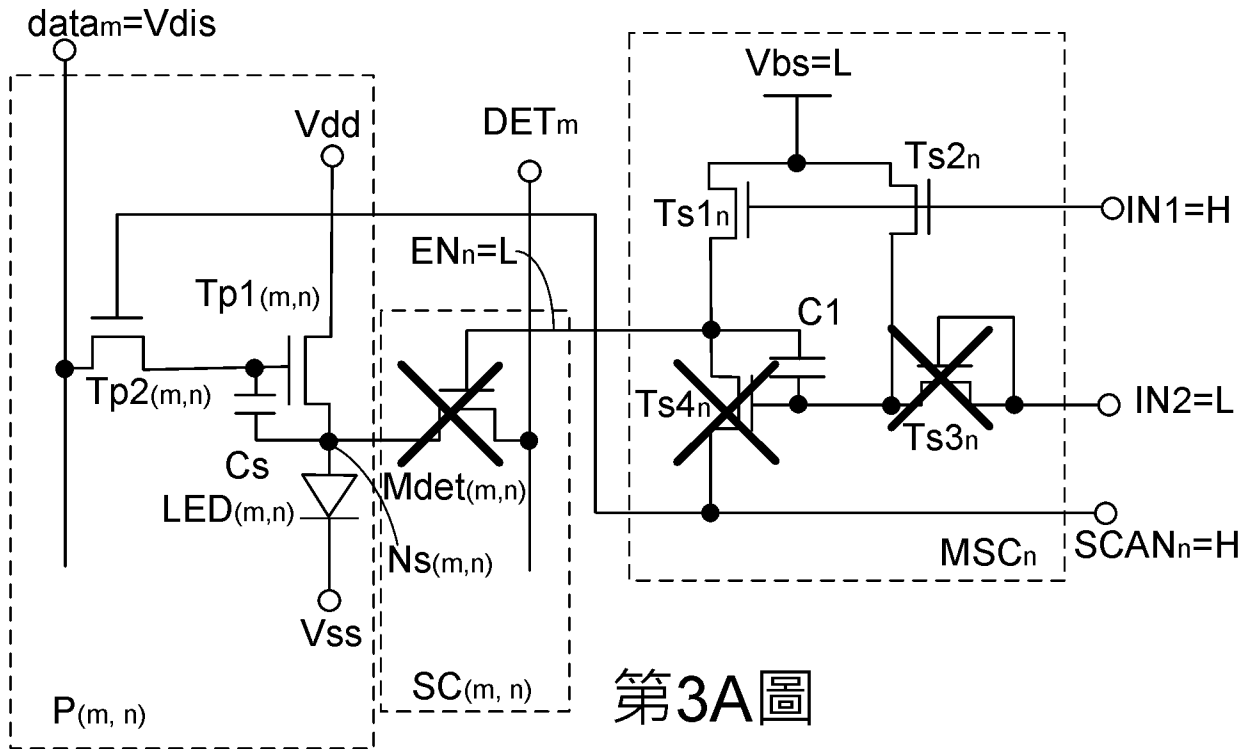 datam=Vdis
Vbs=L
Vdd
DETm
Ts2n
Ts1n
IN1=H
ENn=L
Tp1(m,n)
C1
Tp2(m,n)
Ts4n
IN2=L
Ts3n
Cs
Mdet(m,n)
LED(m,n)
Ns(m,n)
MSCn
SCANn=H
Vss
SC(m, n)
P(m, n)
第3A圖